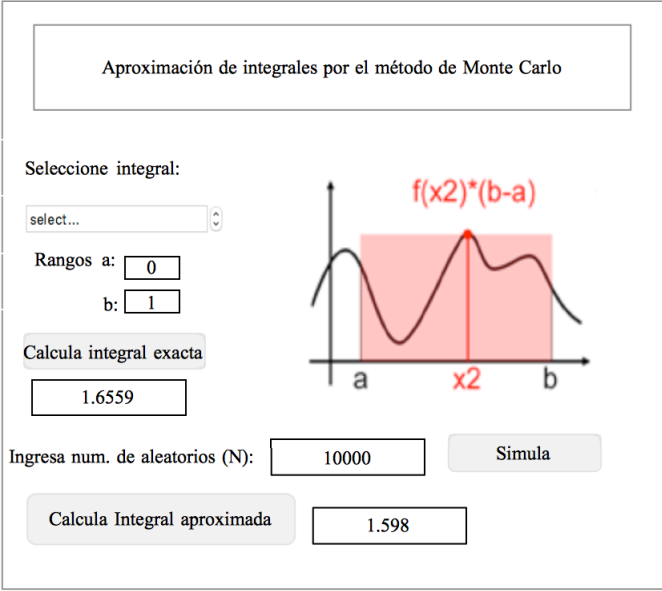 Aproximación de integrales por el método de Monte Carlo
Seleccione integral:
select...
f(x2)*(b-a)
Rangos a: 0
b: 1
Calcula integral exacta
1.6559
a x2 b
Ingresa num. de aleatorios (N): 10000 Simula
Calcula Integral aproximada 1.598